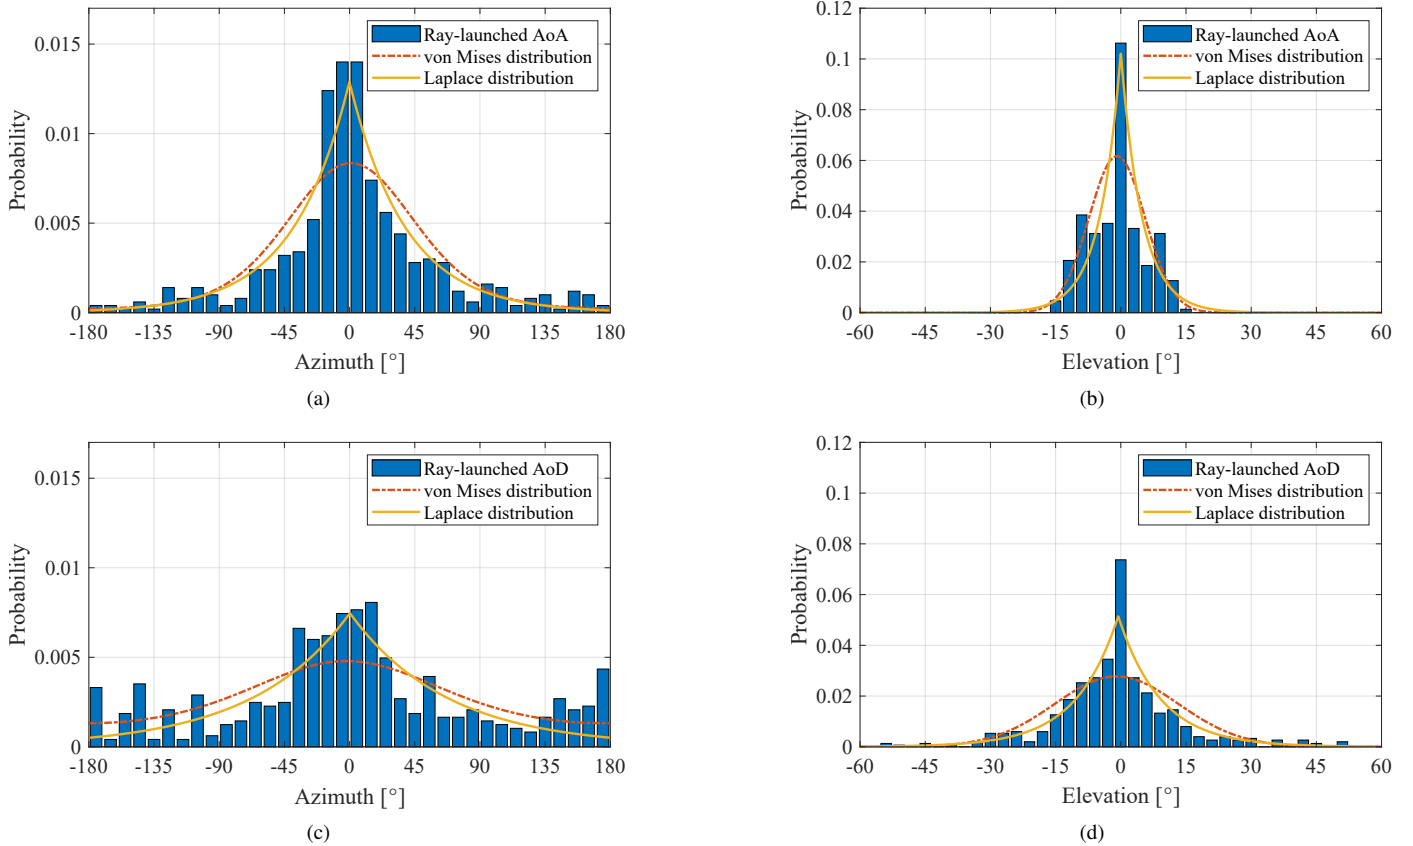 Probability
0.015
0.01
0.005
0
-180 -135 -90 -45 0 45 90 135 180
Azimuth [°]
Ray-launched AoA
von Mises distribution
Laplace distribution
(a)
Probability
0.12
0.1
0.08
0.06
0.04
0.02
0
-60 -45 -30 -15 0 15 30 45 60
Elevation [°]
Ray-launched AoA
von Mises distribution
Laplace distribution
(b)
Probability
0.015
0.01
0.005
0
-180 -135 -90 -45 0 45 90 135 180
Azimuth [°]
Ray-launched AoD
von Mises distribution
Laplace distribution
(c)
Probability
0.12
0.1
0.08
0.06
0.04
0.02
0
-60 -45 -30 -15 0 15 30 45 60
Elevation [°]
Ray-launched AoD
von Mises distribution
Laplace distribution
(d)